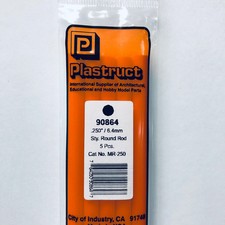 Plastruct
International Supplier of Architectural,
Educational and Hobby Model Parts
90864
.250" / 6.4mm
Sty. Round Rod
5 Pcs.
Cat No. MR-250
City of Industry, CA